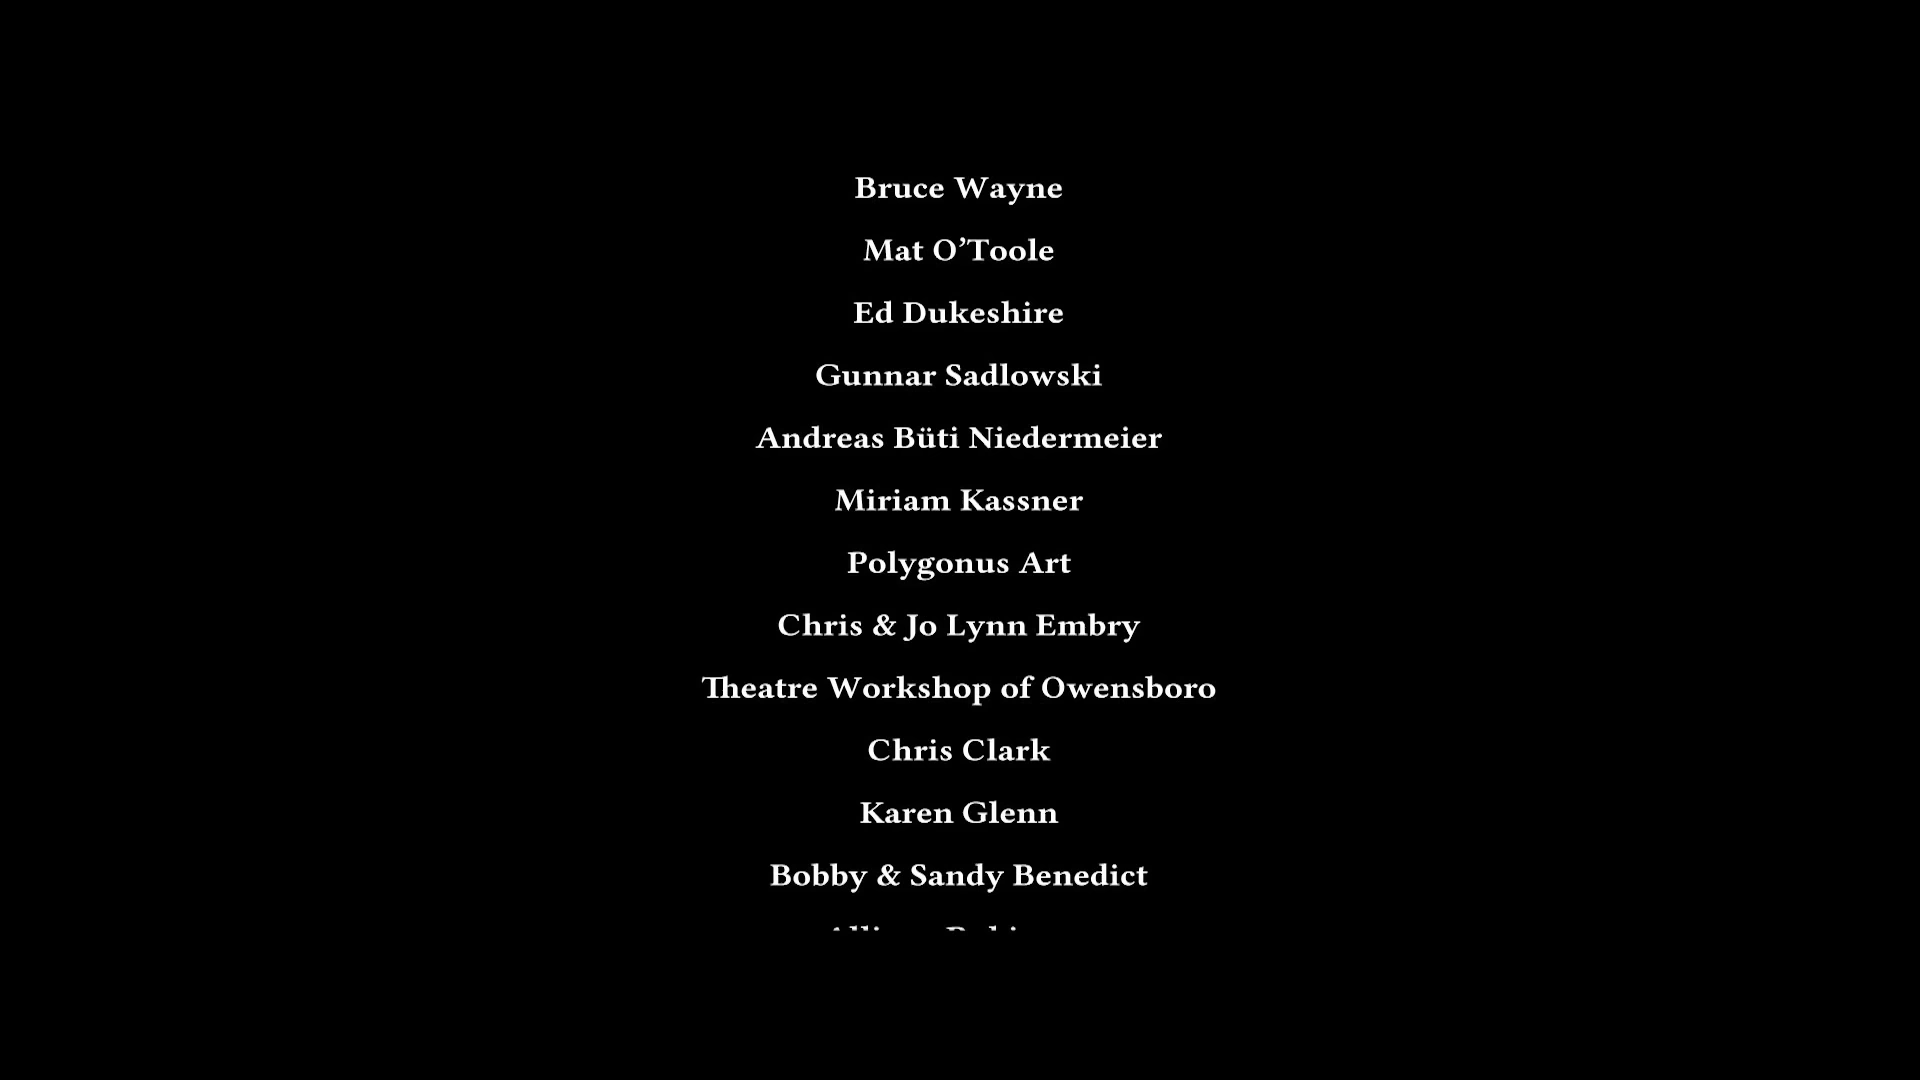 Bruce Wayne
Mat O’Toole
Ed Dukeshire
Gunnar Sadlowski
Andreas Büti Niedermeier
Miriam Kassner
Polygonus Art
Chris & Jo Lynn Embry
Theatre Workshop of Owensboro
Chris Clark
Karen Glenn
Bobby & Sandy Benedict